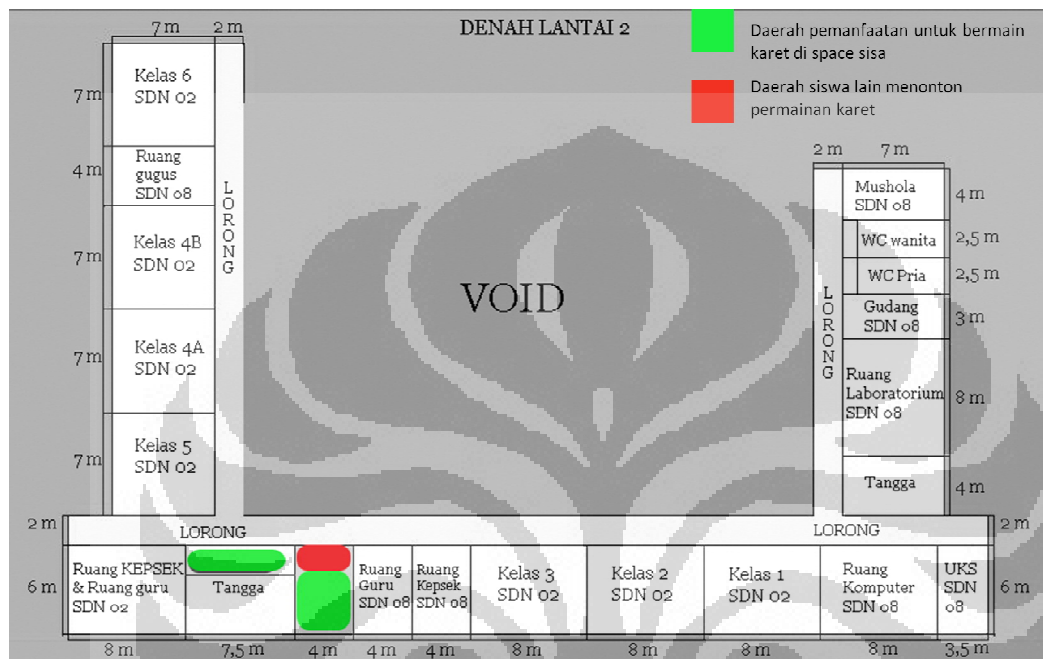 DENAH LANTAI 2
Daerah pemanfaatan untuk bermain
karet di space sisa
Daerah siswa lain menonton
permainan karet
7 m
2 m
7 m
Kelas 6
SDN 02
4 m
Ruang
gugus
SDN 08
7 m
Kelas 4B
SDN 02
7 m
Kelas 4A
SDN 02
7 m
Kelas 5
SDN 02
LORONG
VOID
2 m
7 m
Mushola
SDN 08
4 m
WC wanita
2,5 m
WC Pria
2,5 m
Gudang
SDN 08
3 m
Ruang
Laboratorium
SDN 08
8 m
Tangga
4 m
LORONG
2 m
LORONG
LORONG
2 m
6 m
Ruang KEPSEK
& Ruang guru
SDN 02
Tangga
Ruang
Guru
SDN 08
Ruang
Kepsek
SDN 08
Kelas 3
SDN 02
Kelas 2
SDN 02
Kelas 1
SDN 02
Ruang
Komputer
SDN 08
UKS
SDN
08
6 m
8 m
7,5 m
4 m
4 m
4 m
8 m
8 m
8 m
8 m
3,5 m